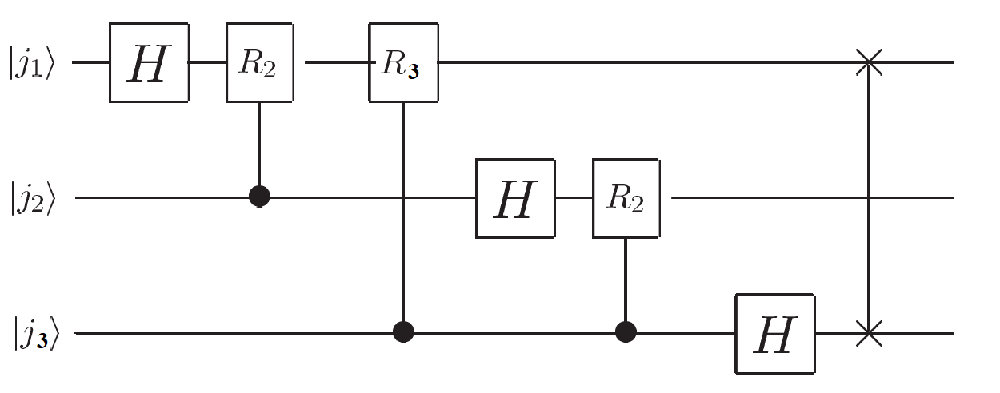 |j₁⟩ H R₂ R₃
|j₂⟩ H R₂
|j₃⟩ H